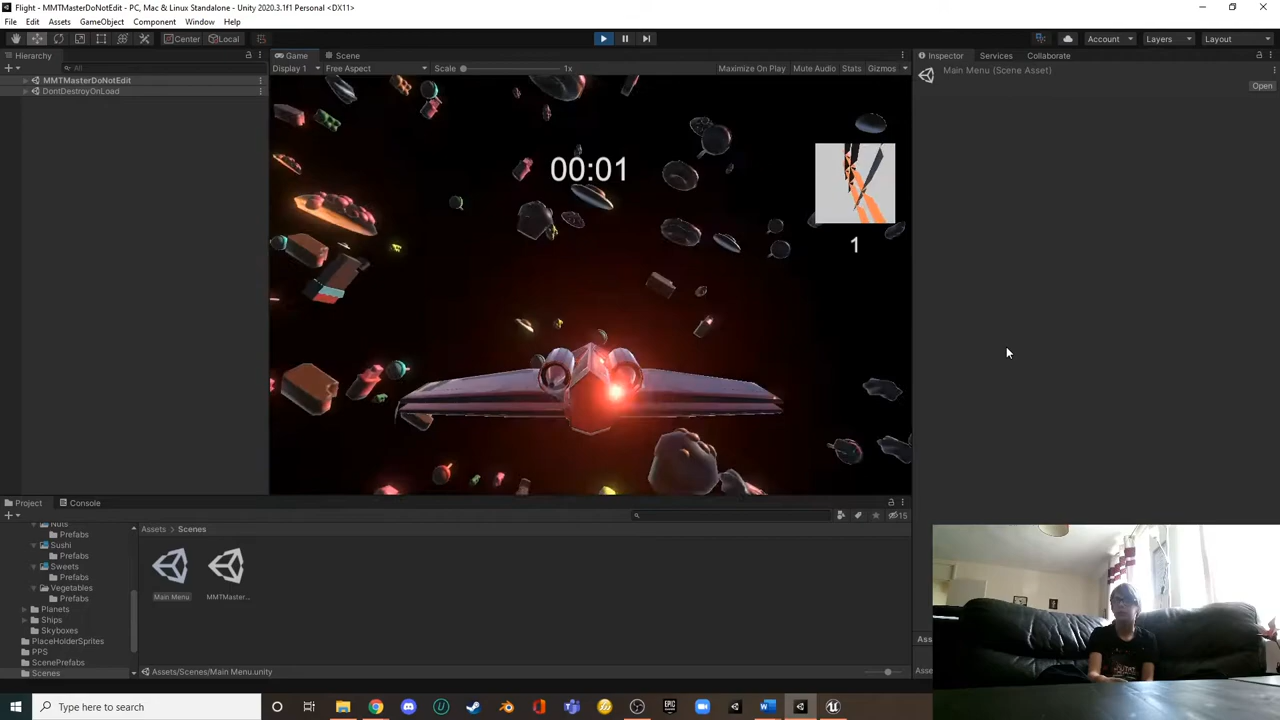 Flight - MMTMasterDoNotEdit - PC, Mac & Linux Standalone - Unity 2020.3.1f1 Personal <DX11>
File Edit Assets GameObject Component Window Help
Center Local Account Layers Layout
Hierarchy Game Scene Inspector Services Collaborate
All Display 1 Free Aspect Scale 1x Maximize On Play Mute Audio Stats Gizmos
Main Menu (Scene Asset)
Open
MMTMasterDoNotEdit
DontDestroyOnLoad
00:01
1
Project Console
15
Nuts
Prefabs
Sushi
Prefabs
Sweets
Prefabs
Vegetables
Prefabs
Planets
Ships
Skyboxes
PlaceHolderSprites
PPS
ScenePrefabs
Scenes
Assets > Scenes
Main Menu MMTMaster...
Assets/Scenes/Main Menu.unity
Type here to search